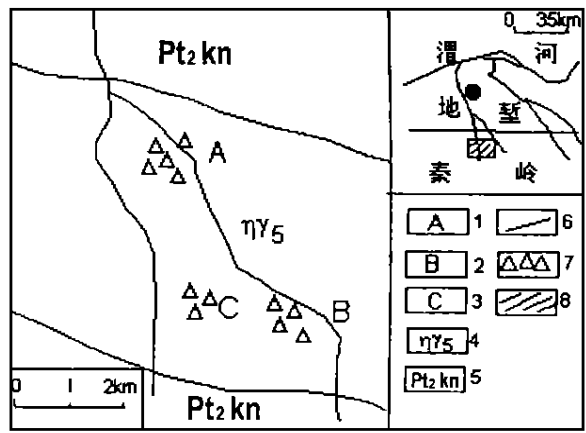 Pt₂ kn
A
ηγ₅
C
B
0 1 2km
Pt₂ kn
0 35km
渭 河
地 堑
秦 岭
A 1
B 2
C 3
ηγ₅ 4
Pt₂ kn 5
6
7
8